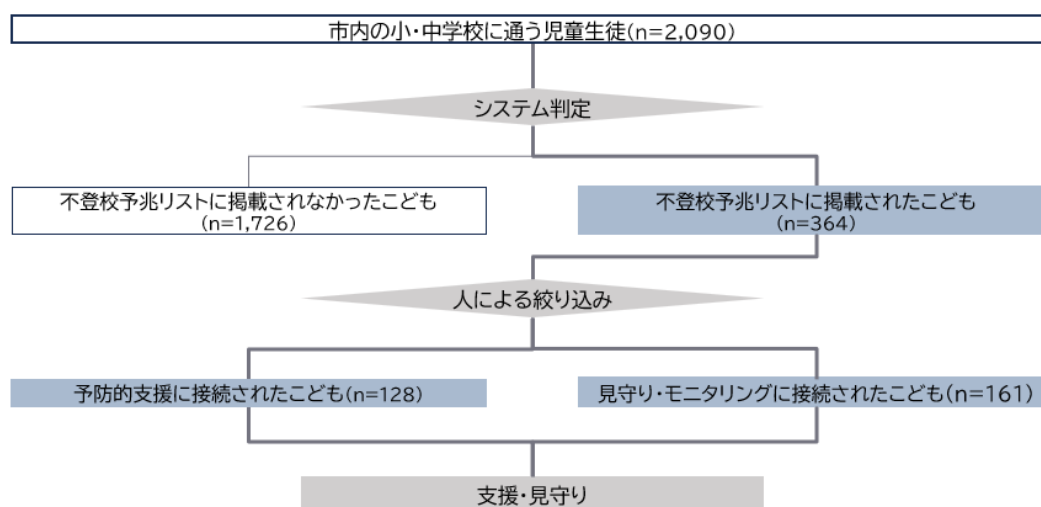 市内の小・中学校に通う児童生徒(n=2,090)
システム判定
不登校予兆リストに掲載されなかったこども
(n=1,726)
不登校予兆リストに掲載されたこども
(n=364)
人による絞り込み
予防的支援に接続されたこども(n=128)
見守り・モニタリングに接続されたこども(n=161)
支援・見守り